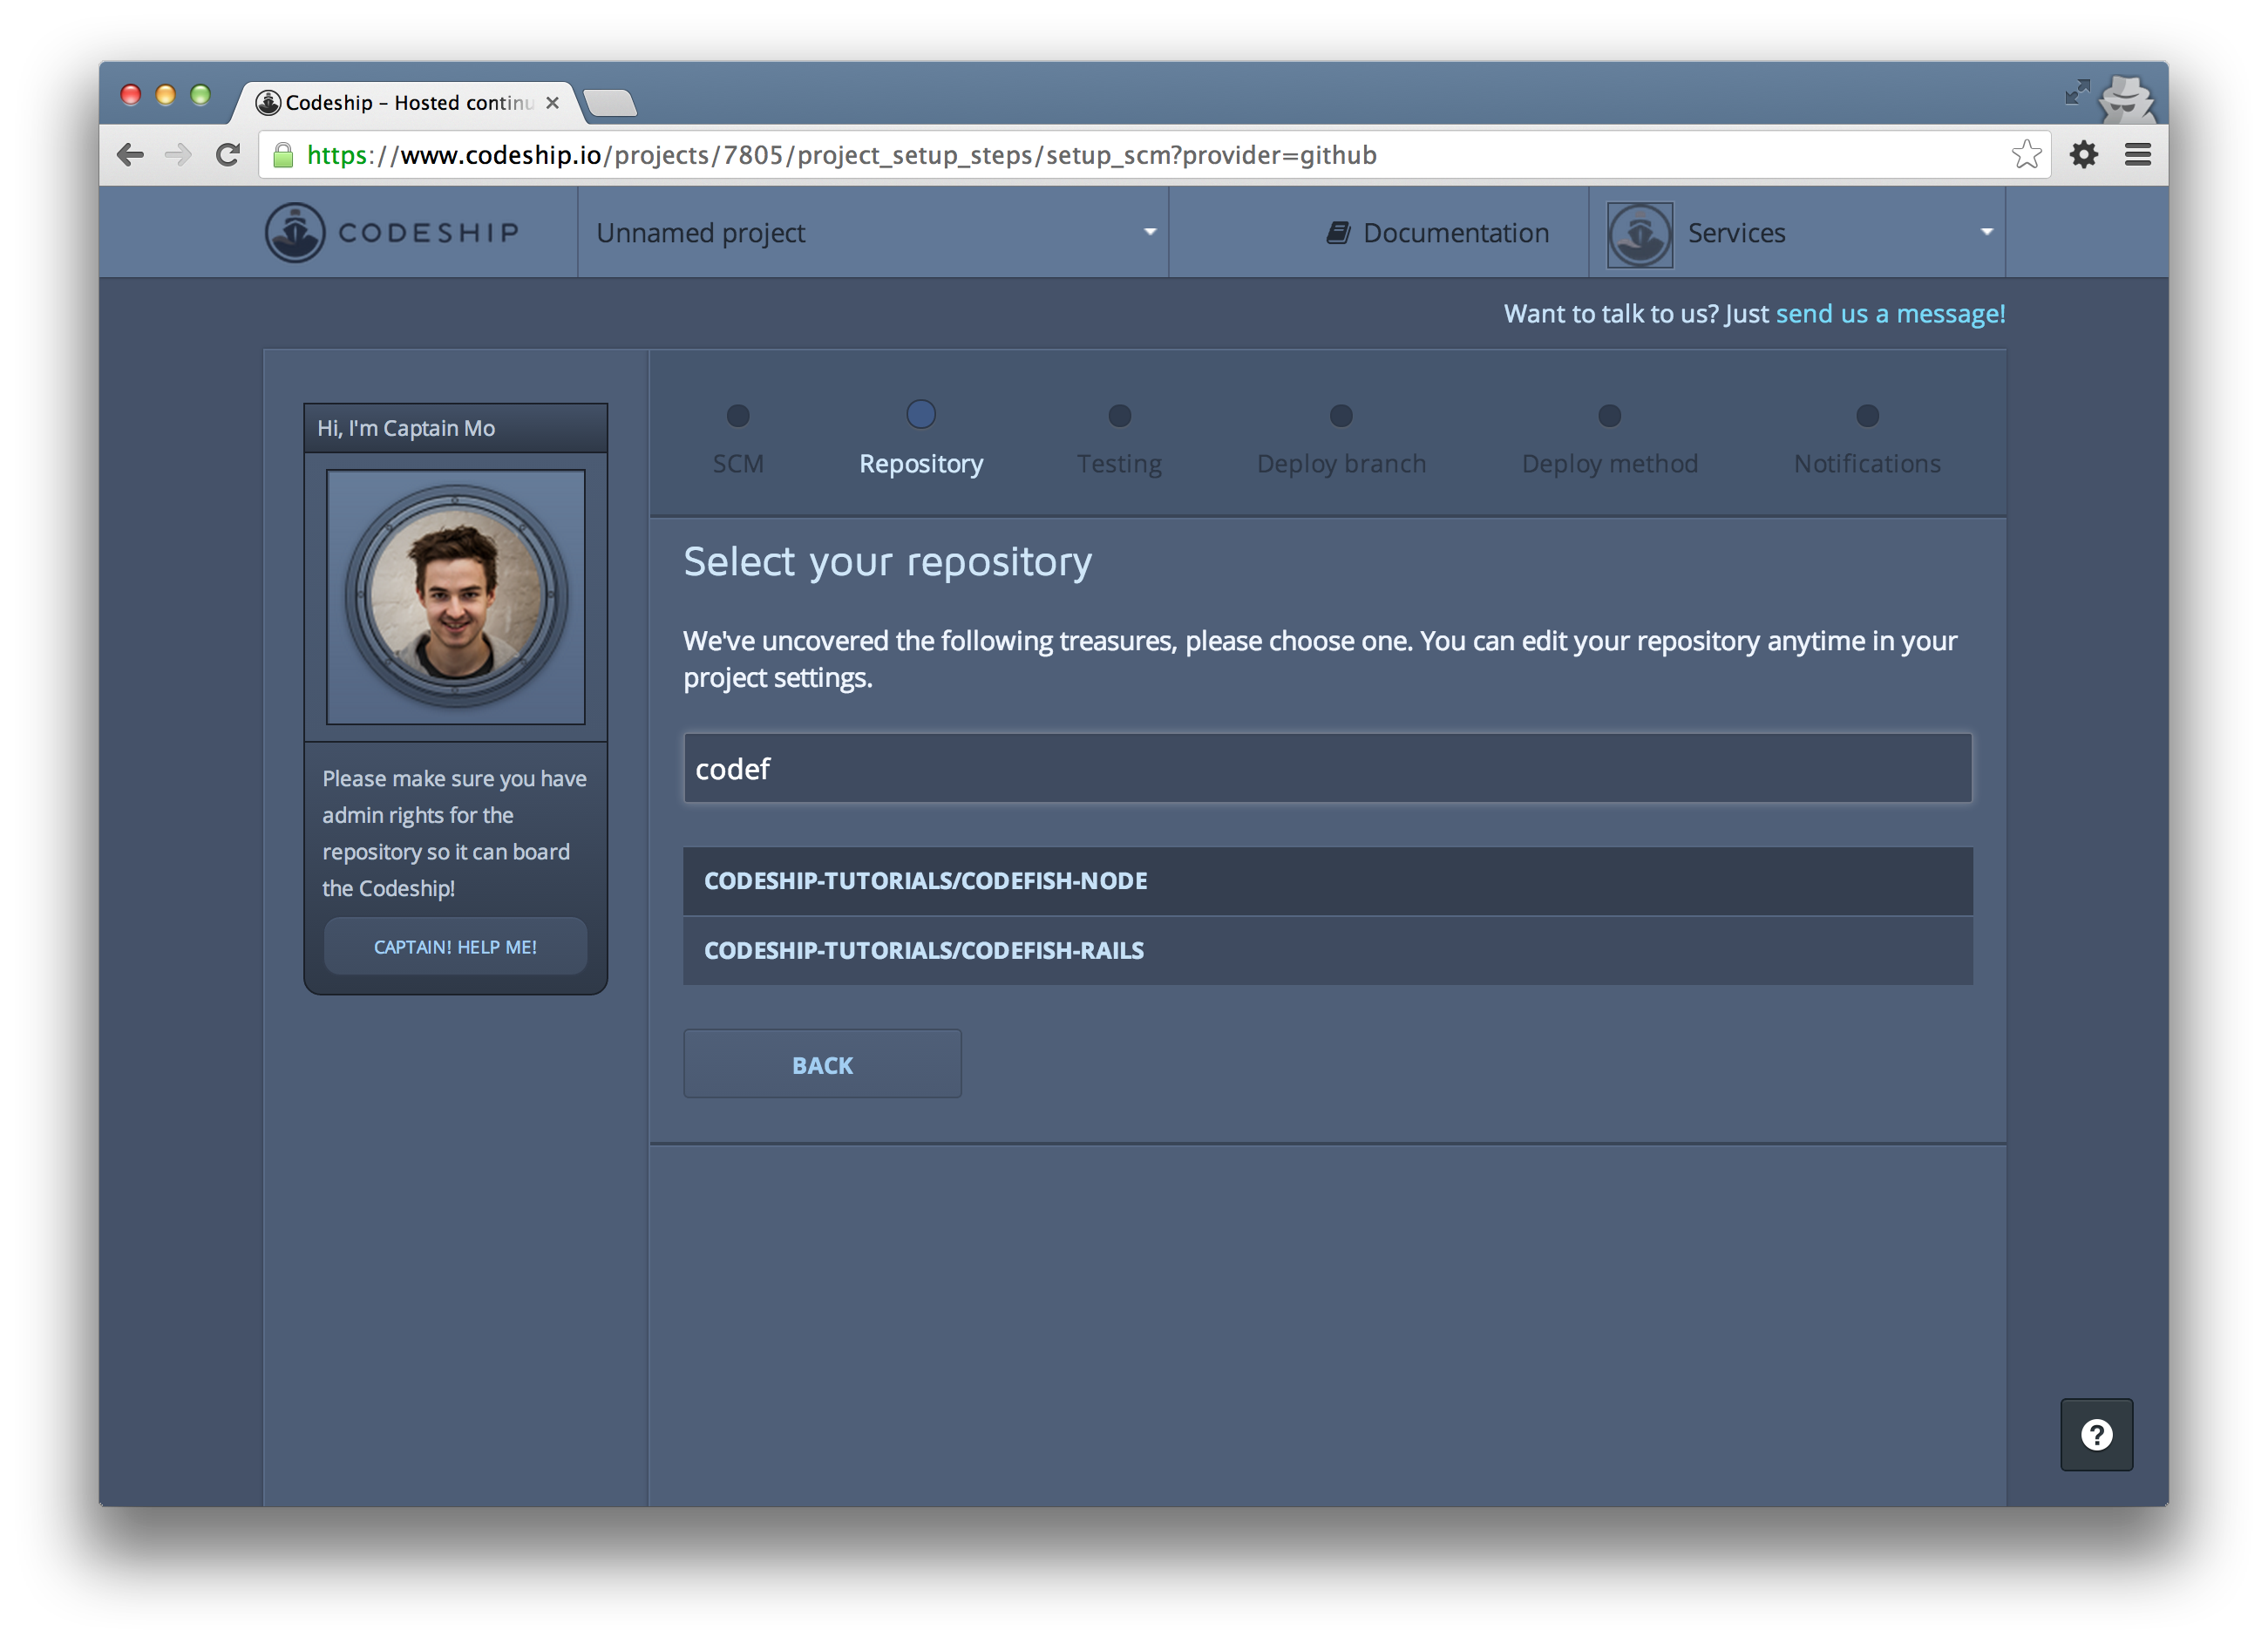 Codeship – Hosted continu
https://www.codeship.io/projects/7805/project_setup_steps/setup_scm?provider=github
CODESHIP
Unnamed project
Documentation
Services
Want to talk to us? Just send us a message!
Hi, I'm Captain Mo
Please make sure you have
admin rights for the
repository so it can board
the Codeship!
CAPTAIN! HELP ME!
SCM
Repository
Testing
Deploy branch
Deploy method
Notifications
Select your repository
We've uncovered the following treasures, please choose one. You can edit your repository anytime in your
project settings.
codef
CODESHIP-TUTORIALS/CODEFISH-NODE
CODESHIP-TUTORIALS/CODEFISH-RAILS
BACK
?